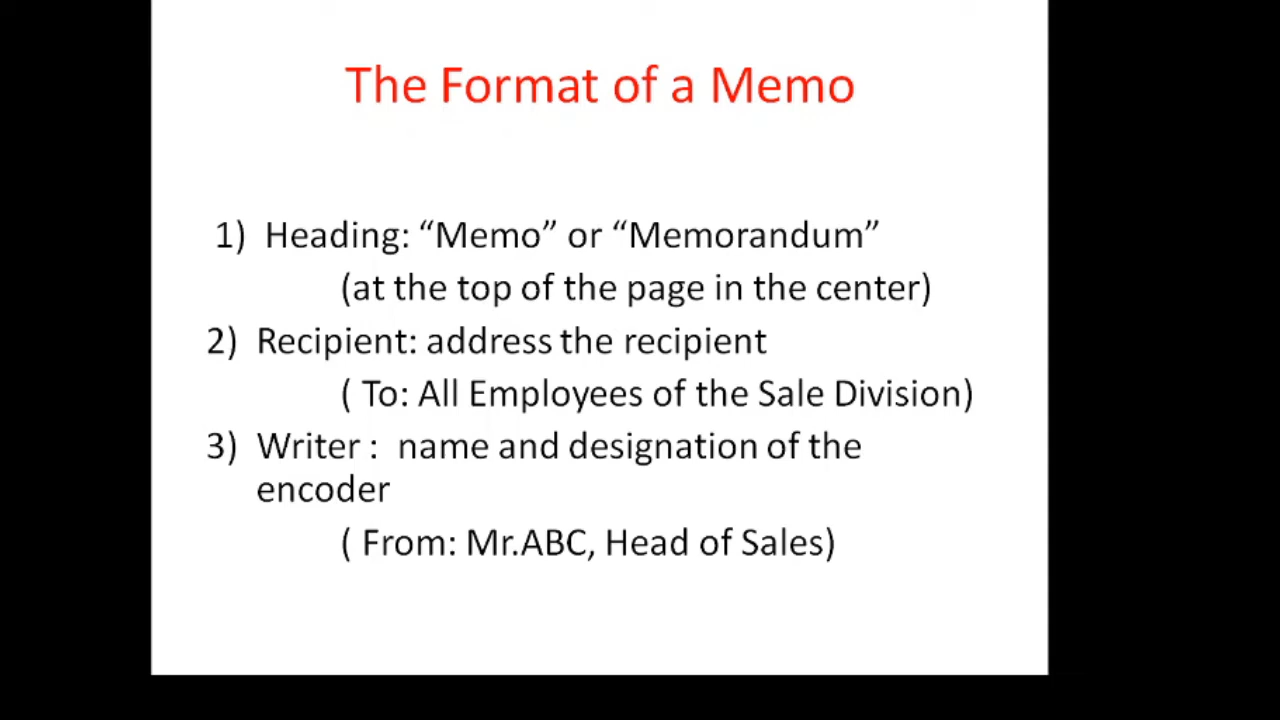 The Format of a Memo
1) Heading: “Memo” or “Memorandum”
(at the top of the page in the center)
2) Recipient: address the recipient
( To: All Employees of the Sale Division)
3) Writer : name and designation of the
encoder
( From: Mr.ABC, Head of Sales)